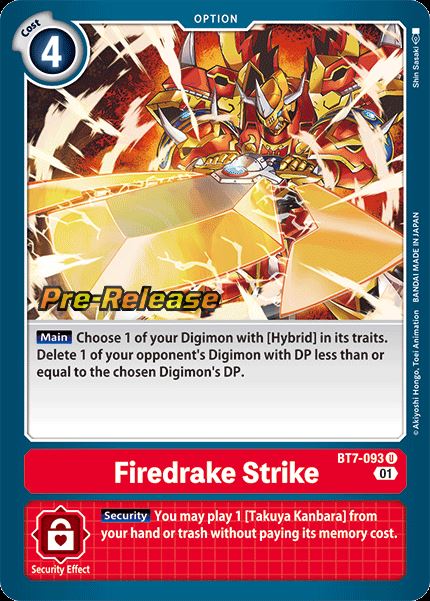 OPTION
Cost
4
Shin Sasaki
Pre-Release
Main Choose 1 of your Digimon with [Hybrid] in its traits.
Delete 1 of your opponent's Digimon with DP less than or
equal to the chosen Digimon's DP.
©Akiyoshi Hongo, Toei Animation BANDAI MADE IN JAPAN
BT7-093 U
Firedrake Strike
01
Security You may play 1 [Takuya Kanbara] from
your hand or trash without paying its memory cost.
Security Effect